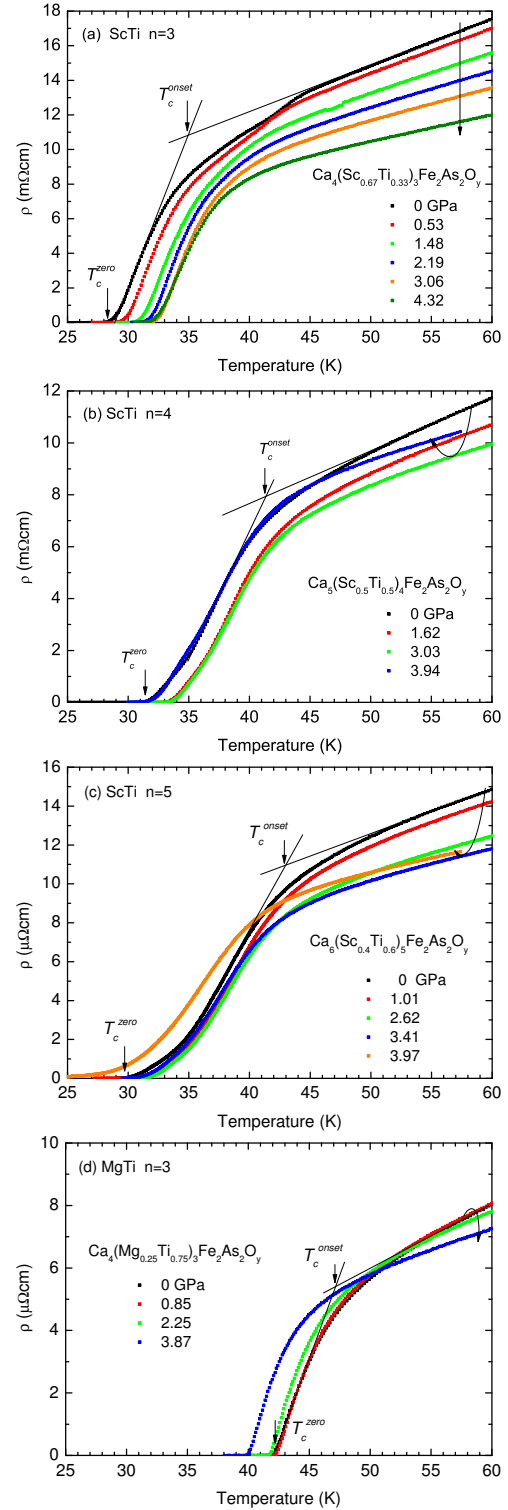 (a) ScTi n=3
T_c^onset
T_c^zero
Ca4(Sc0.67Ti0.33)3Fe2As2Oy
0 GPa
0.53
1.48
2.19
3.06
4.32
ρ (mΩcm)
18
16
14
12
10
8
6
4
2
0
25 30 35 40 45 50 55 60
Temperature (K)
(b) ScTi n=4
T_c^onset
T_c^zero
Ca5(Sc0.5Ti0.5)4Fe2As2Oy
0 GPa
1.62
3.03
3.94
ρ (mΩcm)
12
10
8
6
4
2
0
25 30 35 40 45 50 55 60
Temperature (K)
(c) ScTi n=5
T_c^onset
T_c^zero
Ca6(Sc0.4Ti0.6)5Fe2As2Oy
0 GPa
1.01
2.62
3.41
3.97
ρ (μΩcm)
16
14
12
10
8
6
4
2
0
25 30 35 40 45 50 55 60
Temperature (K)
(d) MgTi n=3
T_c^onset
T_c^zero
Ca4(Mg0.25Ti0.75)3Fe2As2Oy
0 GPa
0.85
2.25
3.87
ρ (μΩcm)
8
6
4
2
0
25 30 35 40 45 50 55 60
Temperature (K)